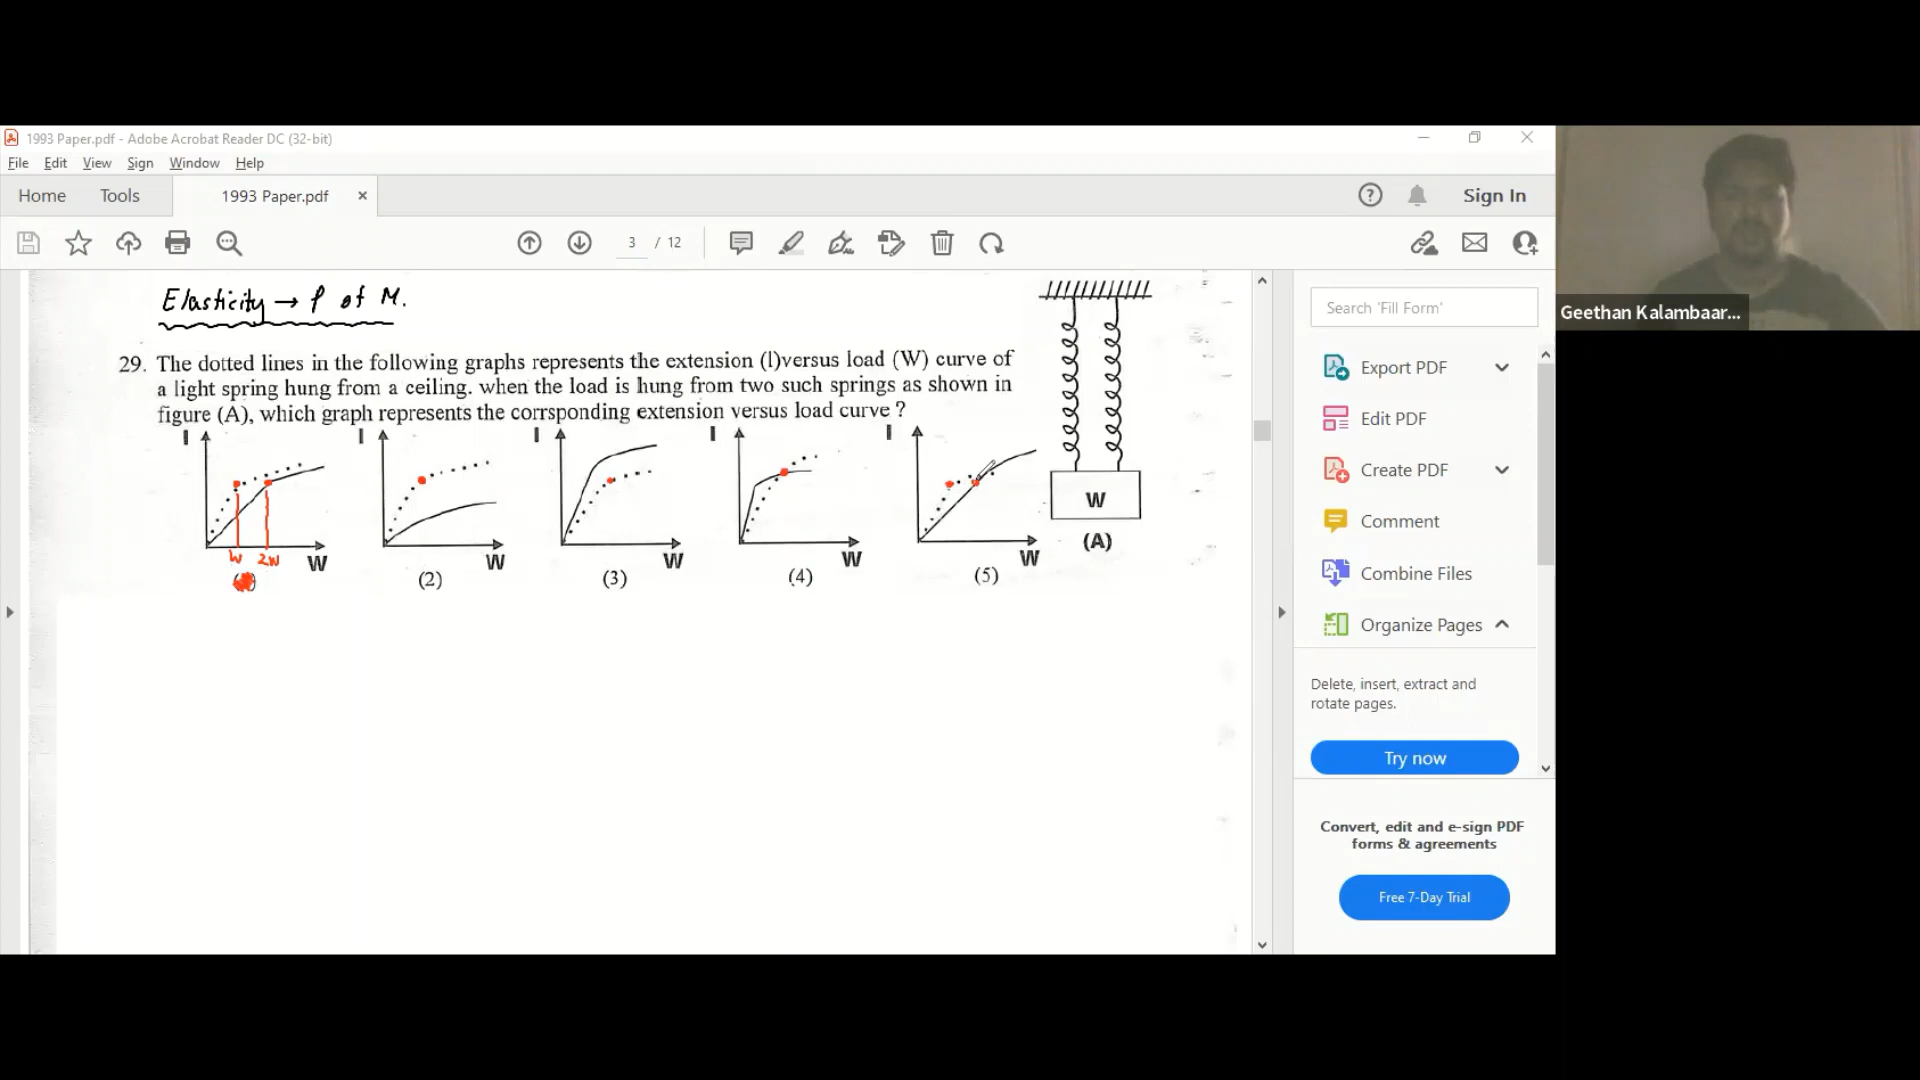 1993 Paper.pdf - Adobe Acrobat Reader DC (32-bit)
File Edit View Sign Window Help
Home Tools 1993 Paper.pdf × Sign In
3 / 12
Elasticity → P of M.
29. The dotted lines in the following graphs represents the extension (l)versus load (W) curve of
a light spring hung from a ceiling. when the load is hung from two such springs as shown in
figure (A), which graph represents the corrsponding extension versus load curve ?
l l l l l
W W W W W
W 2W
(2) (3) (4) (5)
W
(A)
Search 'Fill Form'
Export PDF
Edit PDF
Create PDF
Comment
Combine Files
Organize Pages
Delete, insert, extract and
rotate pages.
Try now
Convert, edit and e-sign PDF
forms & agreements
Free 7-Day Trial
Geethan Kalambaar...